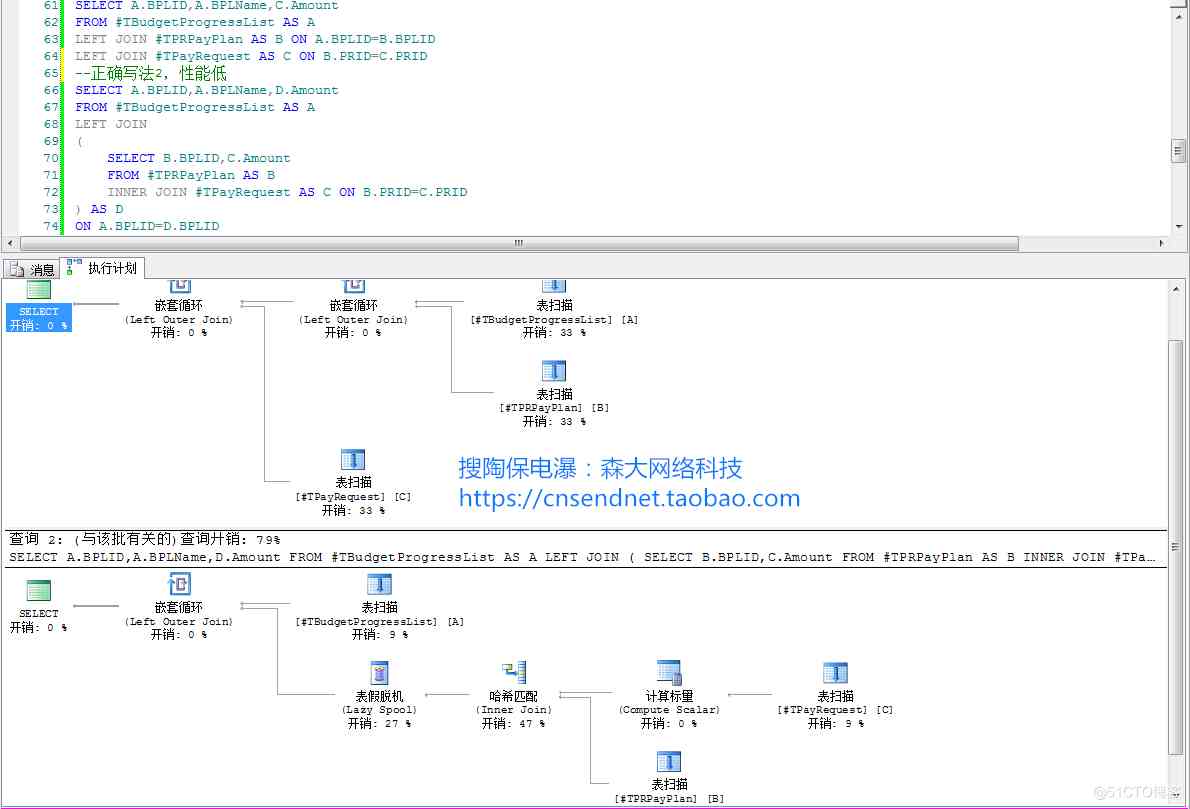 61 SELECT A.BPLID,A.BPLName,C.Amount
62 FROM #TBudgetProgressList AS A
63 LEFT JOIN #TPRPayPlan AS B ON A.BPLID=B.BPLID
64 LEFT JOIN #TPayRequest AS C ON B.PRID=C.PRID
65 --正确写法2，性能低
66 SELECT A.BPLID,A.BPLName,D.Amount
67 FROM #TBudgetProgressList AS A
68 LEFT JOIN
69 (
70 SELECT B.BPLID,C.Amount
71 FROM #TPRPayPlan AS B
72 INNER JOIN #TPayRequest AS C ON B.PRID=C.PRID
73 ) AS D
74 ON A.BPLID=D.BPLID
消息 执行计划
SELECT
开销: 0 %
嵌套循环
(Left Outer Join)
开销: 0 %
嵌套循环
(Left Outer Join)
开销: 0 %
表扫描
[#TBudgetProgressList] [A]
开销: 33 %
表扫描
[#TPRPayPlan] [B]
开销: 33 %
表扫描
[#TPayRequest] [C]
开销: 33 %
搜陶保电瀑：森大网络科技
https://cnsendnet.taobao.com
查询 2: (与该批有关的)查询开销: 79%
SELECT A.BPLID,A.BPLName,D.Amount FROM #TBudgetProgressList AS A LEFT JOIN ( SELECT B.BPLID,C.Amount FROM #TPRPayPlan AS B INNER JOIN #TPa...
SELECT
开销: 0 %
嵌套循环
(Left Outer Join)
开销: 0 %
表扫描
[#TBudgetProgressList] [A]
开销: 9 %
表假脱机
(Lazy Spool)
开销: 27 %
哈希匹配
(Inner Join)
开销: 47 %
计算标量
(Compute Scalar)
开销: 0 %
表扫描
[#TPayRequest] [C]
开销: 9 %
表扫描
[#TPRPayPlan] [B]
@51CTO博客